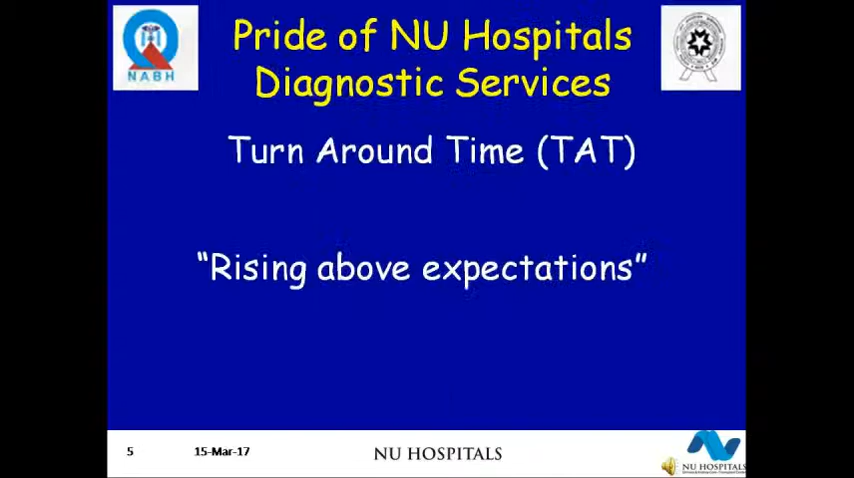 Pride of NU Hospitals
Diagnostic Services
NABH
Turn Around Time (TAT)
“Rising above expectations”
5
15-Mar-17
NU HOSPITALS
NU HOSPITALS